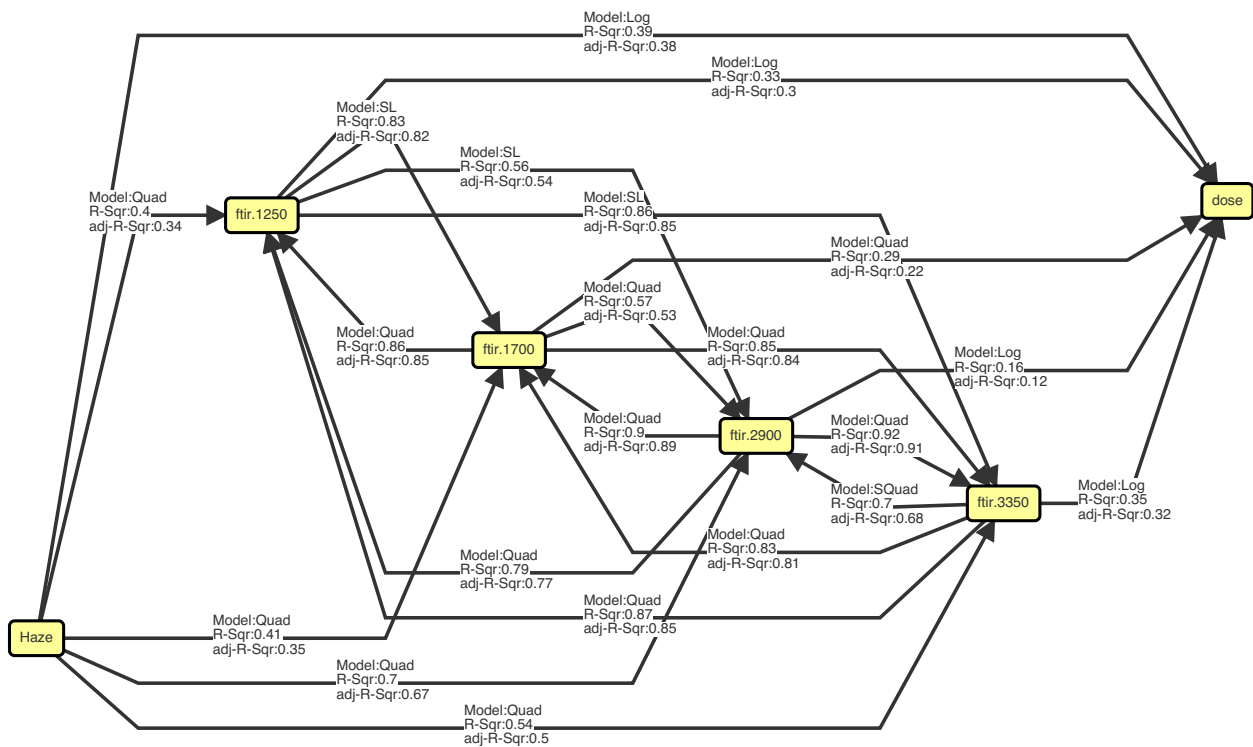 Model:Log
R-Sqr:0.39
adj-R-Sqr:0.38
Model:Log
R-Sqr:0.33
adj-R-Sqr:0.3
Model:SL
R-Sqr:0.83
adj-R-Sqr:0.82
Model:SL
R-Sqr:0.56
adj-R-Sqr:0.54
Model:Quad
R-Sqr:0.4
adj-R-Sqr:0.34
ftir.1250
Model:SL
R-Sqr:0.86
adj-R-Sqr:0.85
dose
Model:Quad
R-Sqr:0.29
adj-R-Sqr:0.22
Model:Quad
R-Sqr:0.57
adj-R-Sqr:0.53
Model:Quad
R-Sqr:0.86
adj-R-Sqr:0.85
ftir.1700
Model:Quad
R-Sqr:0.85
adj-R-Sqr:0.84
Model:Log
R-Sqr:0.16
adj-R-Sqr:0.12
Model:Quad
R-Sqr:0.9
adj-R-Sqr:0.89
ftir.2900
Model:Quad
R-Sqr:0.92
adj-R-Sqr:0.91
Model:SQuad
R-Sqr:0.7
adj-R-Sqr:0.68
ftir.3350
Model:Log
R-Sqr:0.35
adj-R-Sqr:0.32
Model:Quad
R-Sqr:0.83
adj-R-Sqr:0.81
Model:Quad
R-Sqr:0.79
adj-R-Sqr:0.77
Model:Quad
R-Sqr:0.87
adj-R-Sqr:0.85
Haze
Model:Quad
R-Sqr:0.41
adj-R-Sqr:0.35
Model:Quad
R-Sqr:0.7
adj-R-Sqr:0.67
Model:Quad
R-Sqr:0.54
adj-R-Sqr:0.5